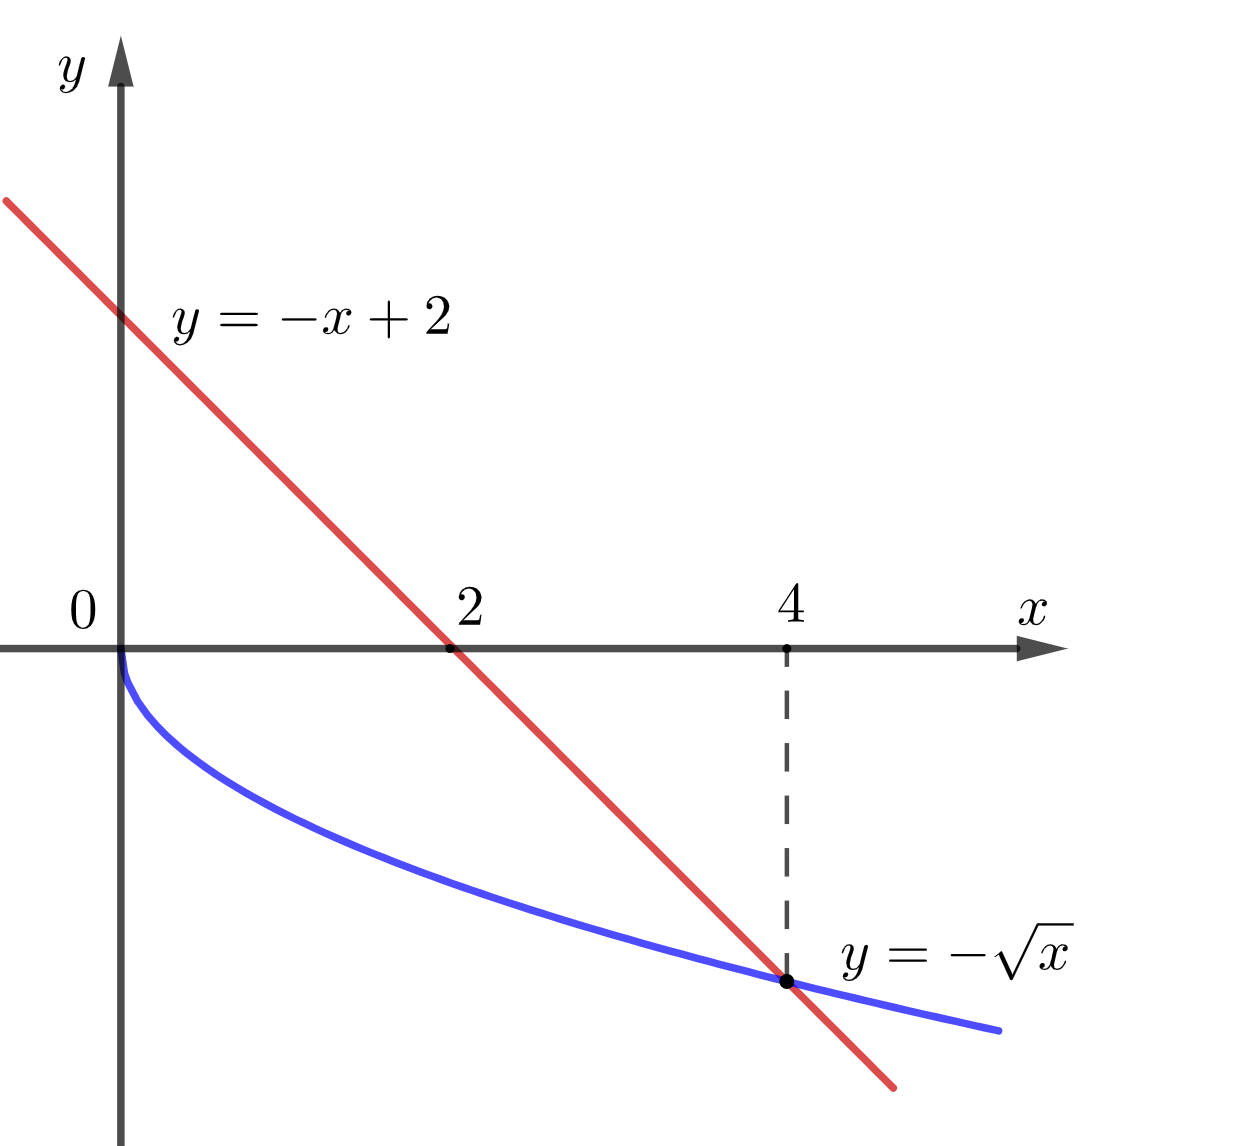 y
y = −x + 2
0
2
4
x
y = −√x